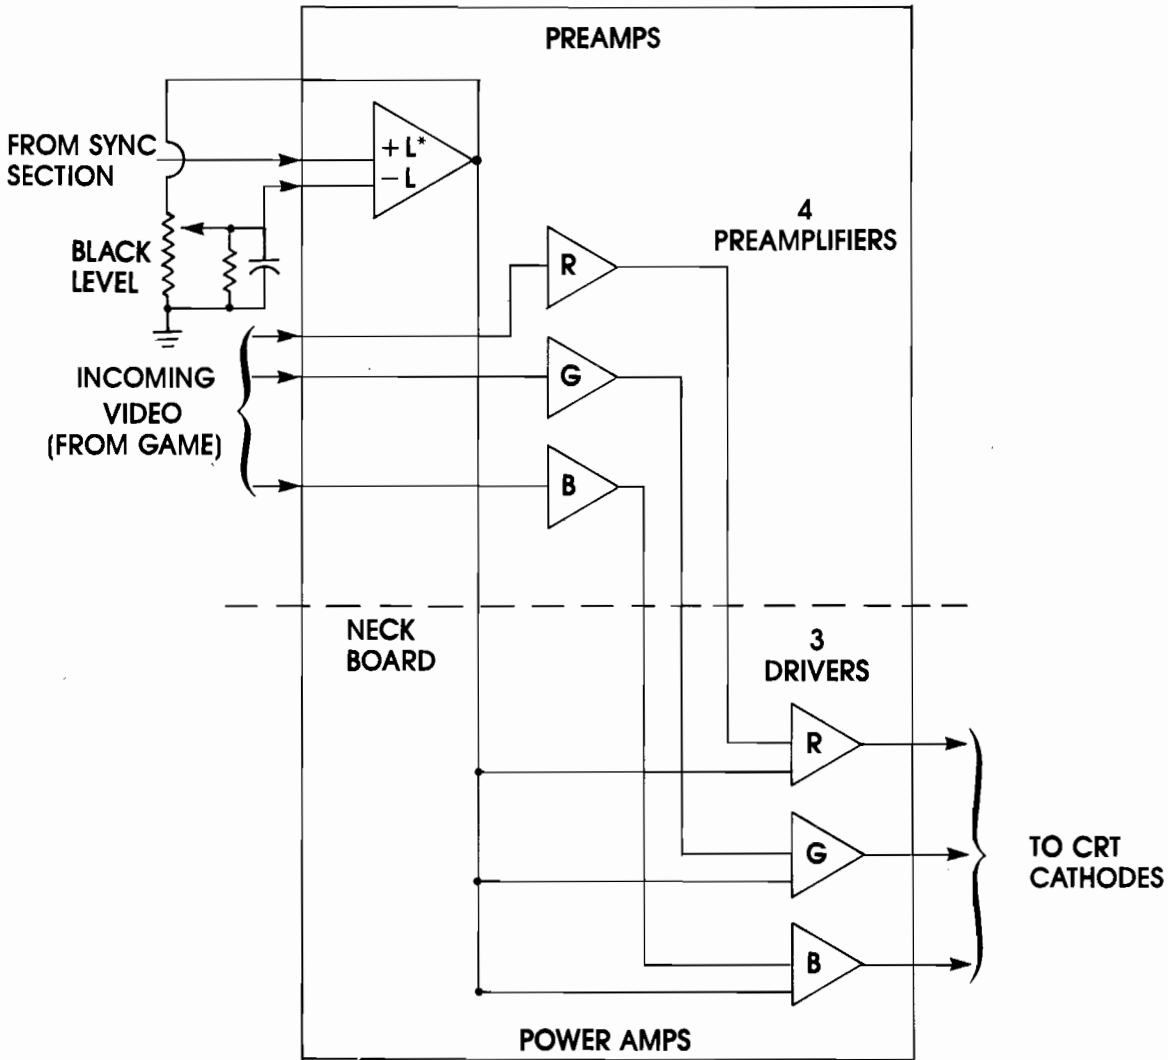 PREAMPS
FROM SYNC
SECTION
+ L*
− L
BLACK
LEVEL
4
PREAMPLIFIERS
R
INCOMING
VIDEO
(FROM GAME)
G
B
NECK
BOARD
3
DRIVERS
R
G
B
TO CRT
CATHODES
POWER AMPS